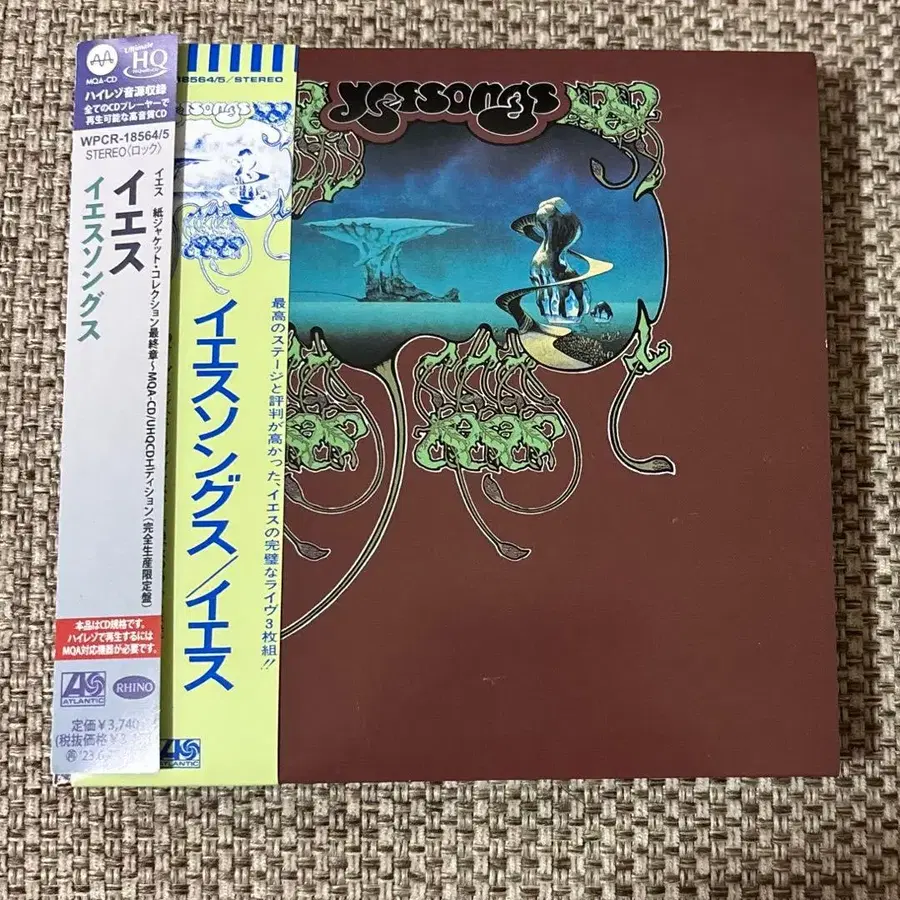 MQA-CD
Ultimate
HQ
ハイレゾ音源収録
全てのCDプレーヤーで
再生可能な高音質CD
WPCR-18564/5
STEREO〈ロック〉
イエス 紙ジャケット・コレクション最終章〜MQA-CD/UHQCDエディション(完全生産限定盤)
イエス
イエスソングス
本品はCD規格です。
ハイレゾで再生するには
MQA対応機器が必要です。
ATLANTIC
RHINO
定価¥3,740
(税抜価格¥3
'23.6
18564/5/STEREO
最高のステージと評判が高かった、イエスの完璧なライヴ3枚組!!
イエスソングス/イエス
ATLANTIC
Yessongs